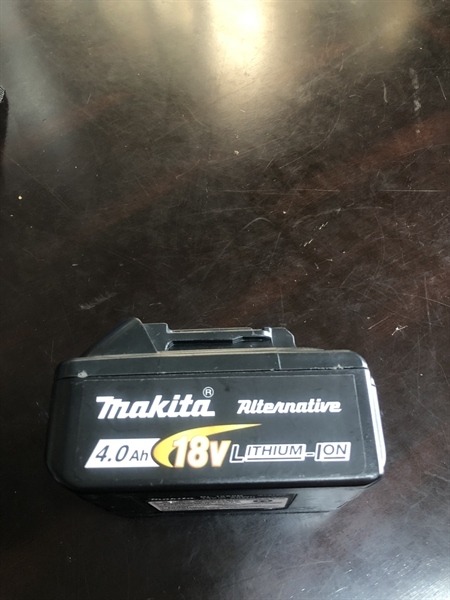 makita® Alternative
4.0Ah 18V LITHIUM-ION